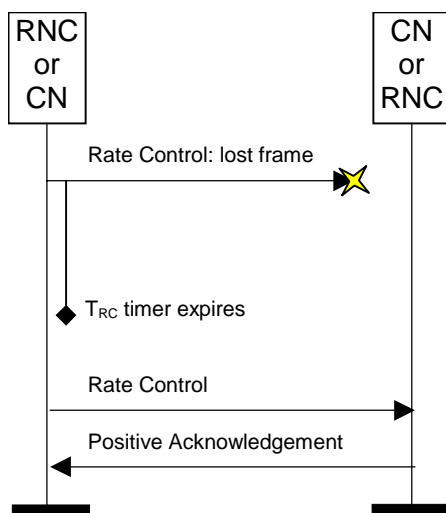 RNC
or
CN
CN
or
RNC
Rate Control: lost frame
TRC timer expires
Rate Control
Positive Acknowledgement